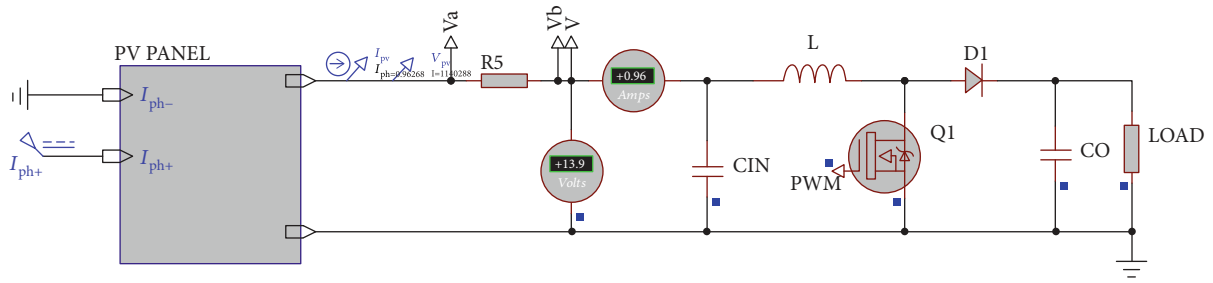 PV PANEL
Iph−
Iph+
Iph+
Ipv
Iph=0.96268
Vpv
I=1140288
Va
R5
Vb
V
+0.96
Amps
+13.9
Volts
CIN
L
PWM
Q1
D1
CO
LOAD